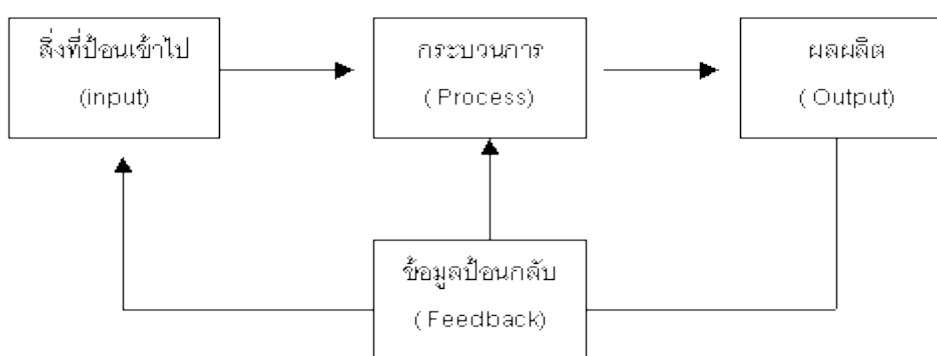 สิ่งที่ป้อนเข้าไป
(input)
กระบวนการ
( Process)
ผลผลิต
( Output)
ข้อมูลป้อนกลับ
( Feedback)